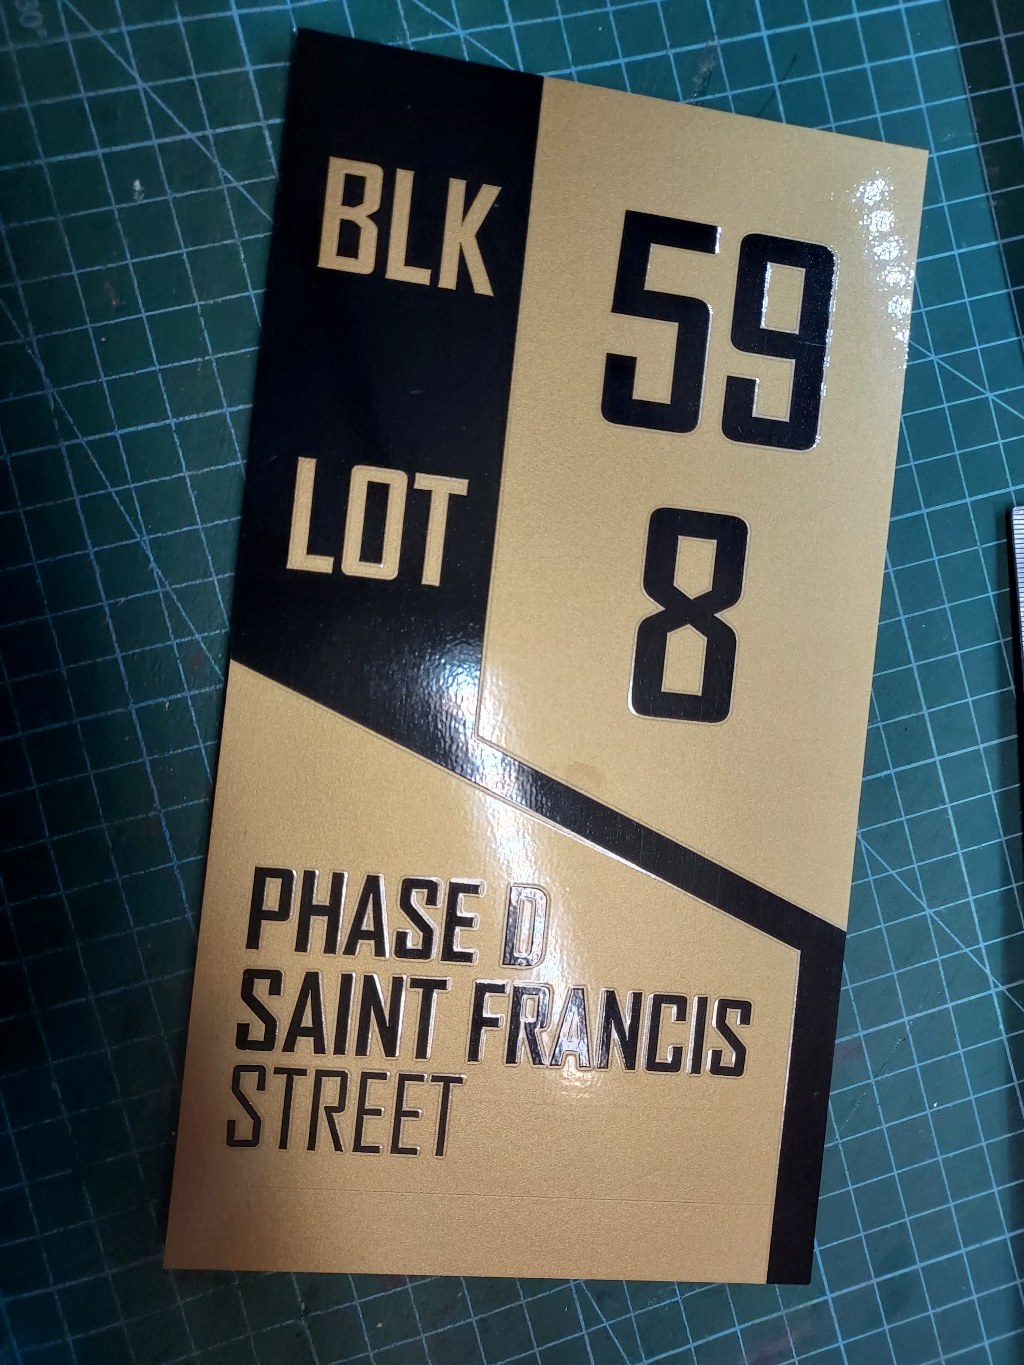 BLK 59
LOT 8
PHASE D
SAINT FRANCIS
STREET